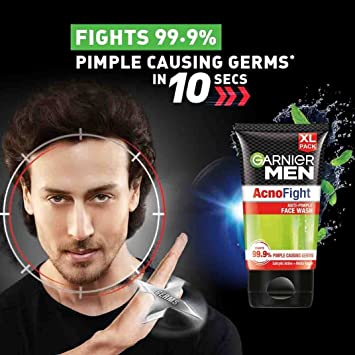 FIGHTS 99.9%
PIMPLE CAUSING GERMS*
IN 10 SECS
XL
PACK
GARNIER
MEN
AcnoFight
ANTI-PIMPLE
FACE WASH
99.9% PIMPLE CAUSING GERMS
GERMS